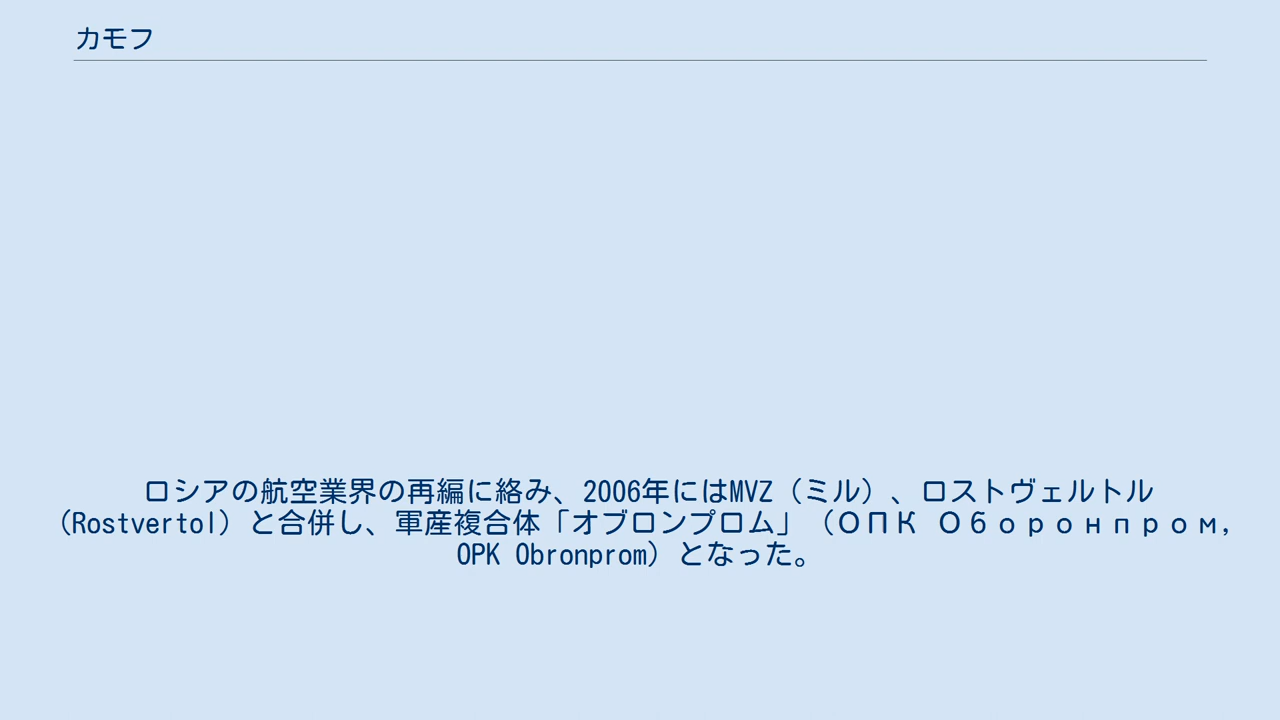 カモフ
ロシアの航空業界の再編に絡み、2006年にはMVZ（ミル）、ロストヴェルトル
（Rostvertol）と合併し、軍産複合体「オブロンプロム」（ОПК Оборонпром,
OPK Obronprom）となった。